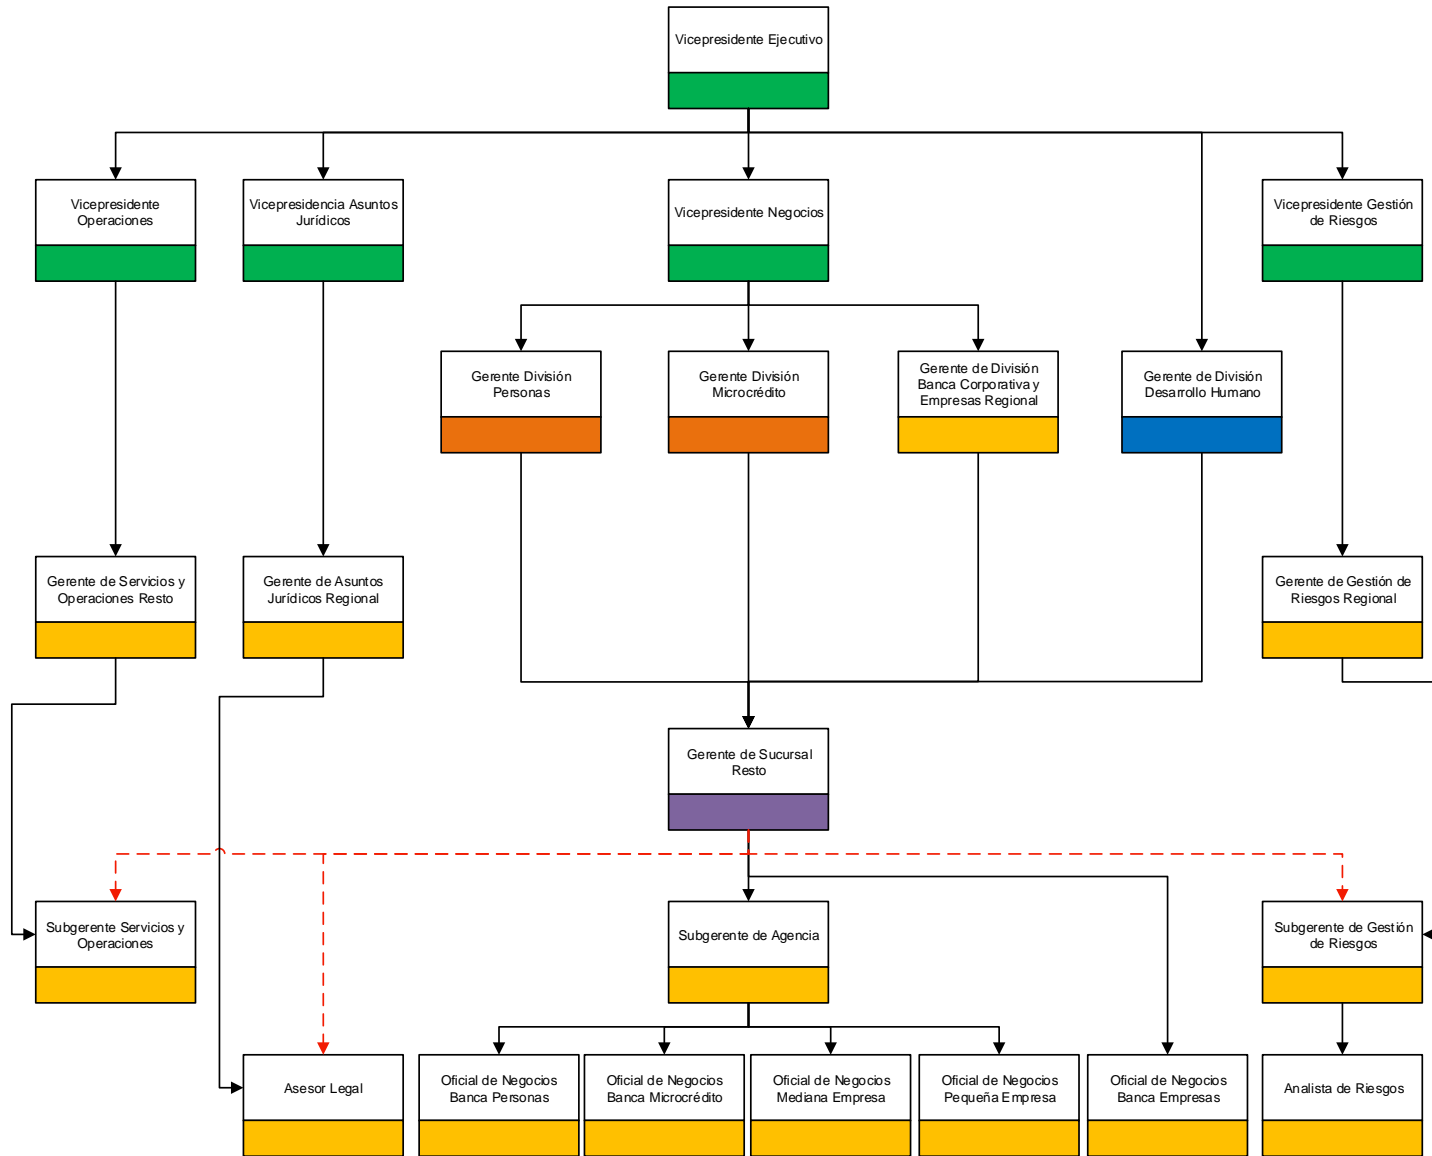 Vicepresidente Ejecutivo
Vicepresidente
Operaciones
Vicepresidencia Asuntos
Jurídicos
Vicepresidente Negocios
Vicepresidente Gestión
de Riesgos
Gerente División
Personas
Gerente División
Microcrédito
Gerente de División
Banca Corporativa y
Empresas Regional
Gerente de División
Desarrollo Humano
Gerente de Servicios y
Operaciones Resto
Gerente de Asuntos
Jurídicos Regional
Gerente de Gestión de
Riesgos Regional
Gerente de Sucursal
Resto
Subgerente Servicios y
Operaciones
Subgerente de Agencia
Subgerente de Gestión
de Riesgos
Asesor Legal
Oficial de Negocios
Banca Personas
Oficial de Negocios
Banca Microcrédito
Oficial de Negocios
Mediana Empresa
Oficial de Negocios
Pequeña Empresa
Oficial de Negocios
Banca Empresas
Analista de Riesgos